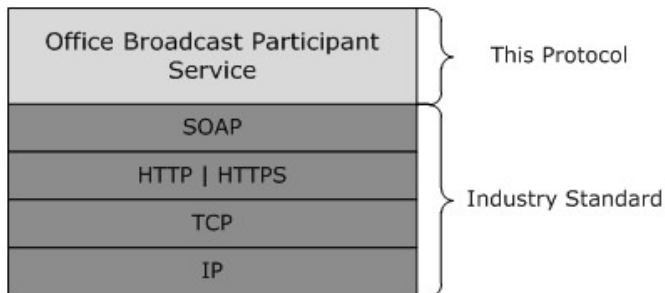 Office Broadcast Participant
Service
This Protocol
SOAP
HTTP | HTTPS
TCP
IP
Industry Standard